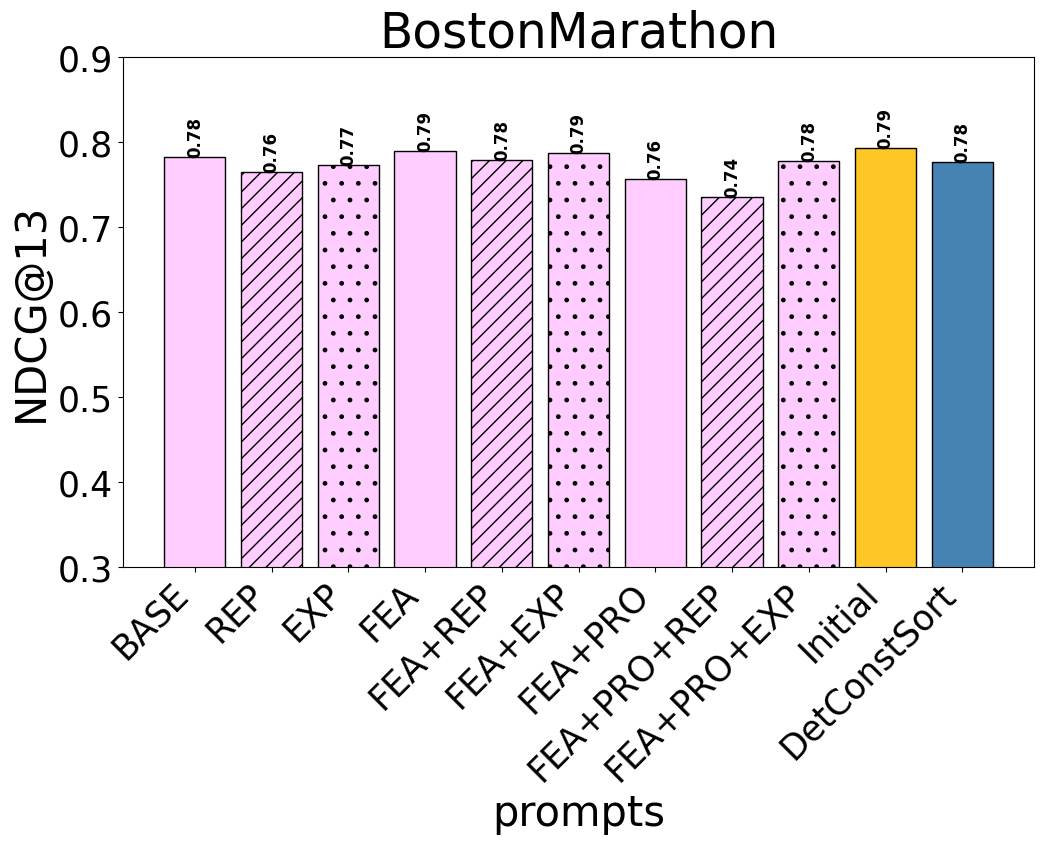 BostonMarathon
0.9
0.8
0.7
0.6
0.5
0.4
0.3
NDCG@13
0.78
0.76
0.77
0.79
0.78
0.79
0.76
0.74
0.78
0.79
0.78
BASE
REP
EXP
FEA
FEA+REP
FEA+EXP
FEA+PRO
FEA+PRO+REP
FEA+PRO+EXP
Initial
DetConstSort
prompts